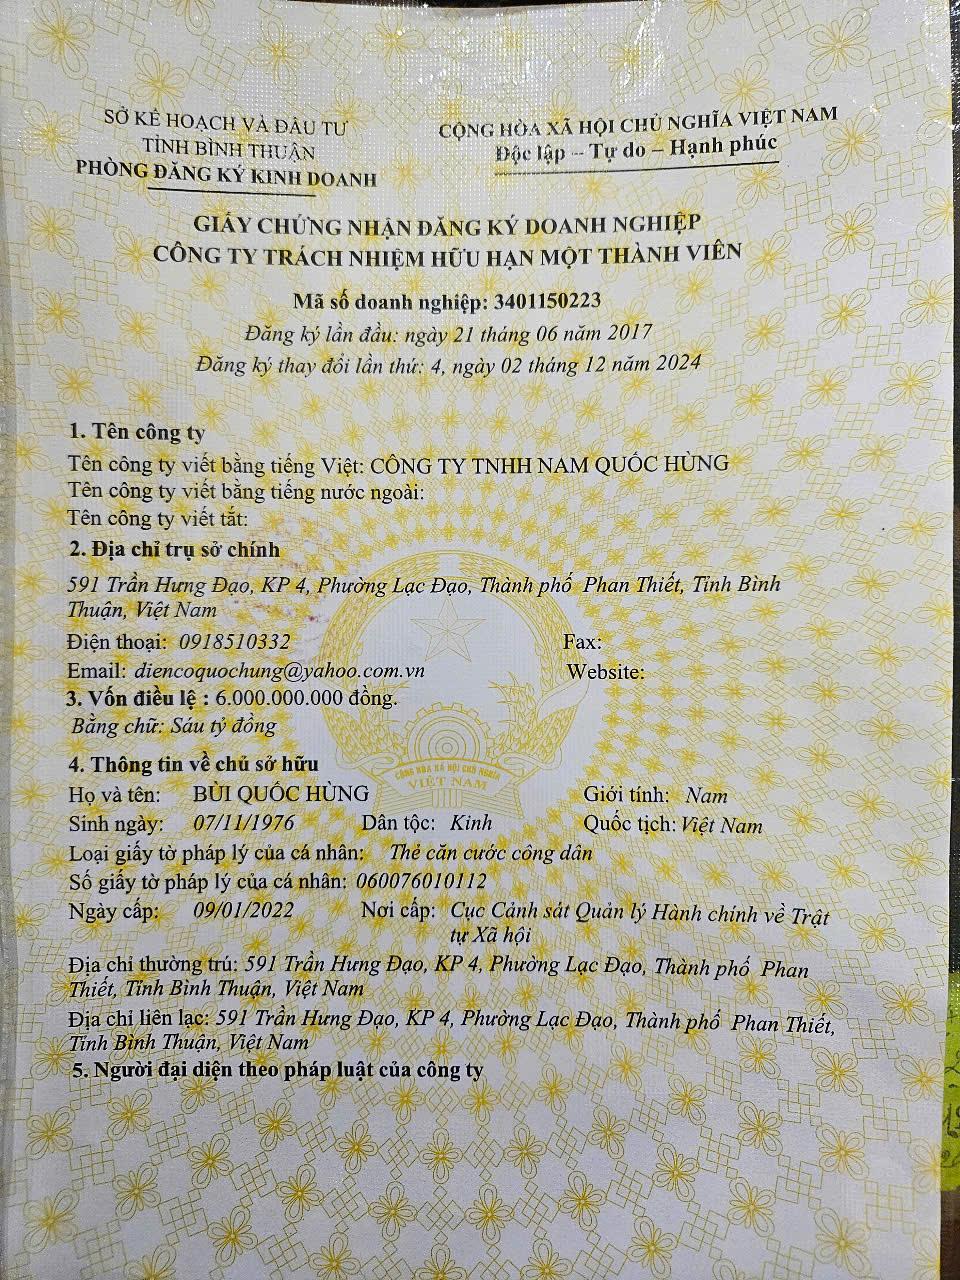 SỞ KẾ HOẠCH VÀ ĐẦU TƯ
TỈNH BÌNH THUẬN
PHÒNG ĐĂNG KÝ KINH DOANH
CỘNG HÒA XÃ HỘI CHỦ NGHĨA VIỆT NAM
Độc lập – Tự do – Hạnh phúc
GIẤY CHỨNG NHẬN ĐĂNG KÝ DOANH NGHIỆP
CÔNG TY TRÁCH NHIỆM HỮU HẠN MỘT THÀNH VIÊN
Mã số doanh nghiệp: 3401150223
Đăng ký lần đầu: ngày 21 tháng 06 năm 2017
Đăng ký thay đổi lần thứ: 4, ngày 02 tháng 12 năm 2024
1. Tên công ty
Tên công ty viết bằng tiếng Việt: CÔNG TY TNHH NAM QUỐC HÙNG
Tên công ty viết bằng tiếng nước ngoài:
Tên công ty viết tắt:
2. Địa chỉ trụ sở chính
591 Trần Hưng Đạo, KP 4, Phường Lạc Đạo, Thành phố Phan Thiết, Tỉnh Bình
Thuận, Việt Nam
Điện thoại: 0918510332 Fax:
Email: diencoquochung@yahoo.com.vn Website:
3. Vốn điều lệ : 6.000.000.000 đồng.
Bằng chữ: Sáu tỷ đồng
4. Thông tin về chủ sở hữu
CỘNG HÒA XÃ HỘI CHỦ NGHĨA
VIỆT NAM
Họ và tên: BÙI QUỐC HÙNG Giới tính: Nam
Sinh ngày: 07/11/1976 Dân tộc: Kinh Quốc tịch: Việt Nam
Loại giấy tờ pháp lý của cá nhân: Thẻ căn cước công dân
Số giấy tờ pháp lý của cá nhân: 060076010112
Ngày cấp: 09/01/2022 Nơi cấp: Cục Cảnh sát Quản lý Hành chính về Trật
tự Xã hội
Địa chỉ thường trú: 591 Trần Hưng Đạo, KP 4, Phường Lạc Đạo, Thành phố Phan
Thiết, Tỉnh Bình Thuận, Việt Nam
Địa chỉ liên lạc: 591 Trần Hưng Đạo, KP 4, Phường Lạc Đạo, Thành phố Phan Thiết,
Tỉnh Bình Thuận, Việt Nam
5. Người đại diện theo pháp luật của công ty